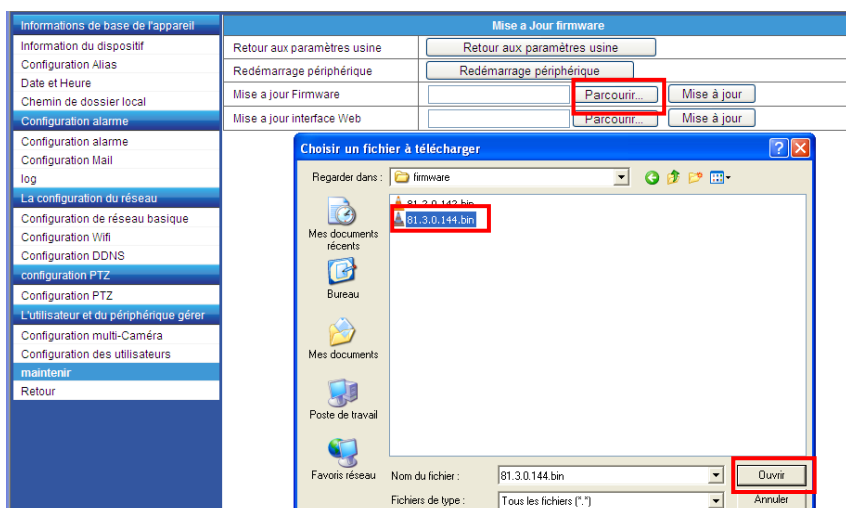 Informations de base de l'appareil
Information du dispositif
Configuration Alias
Date et Heure
Chemin de dossier local
Configuration alarme
Configuration alarme
Configuration Mail
log
La configuration du réseau
Configuration de réseau basique
Configuration Wifi
Configuration DDNS
configuration PTZ
Configuration PTZ
L'utilisateur et du périphérique gérer
Configuration multi-Caméra
Configuration des utilisateurs
maintenir
Retour
Mise a Jour firmware
Retour aux paramètres usine Retour aux paramètres usine
Redémarrage périphérique Redémarrage périphérique
Mise a jour Firmware Parcourir... Mise à jour
Mise a jour interface Web Parcourir... Mise à jour
Choisir un fichier à télécharger
Regarder dans : firmware
81.3.0.144.bin
Mes documents
récents
Bureau
Mes documents
Poste de travail
Favoris réseau
Nom du fichier : 81.3.0.144.bin Ouvrir
Fichiers de type : Tous les fichiers (*.*) Annuler